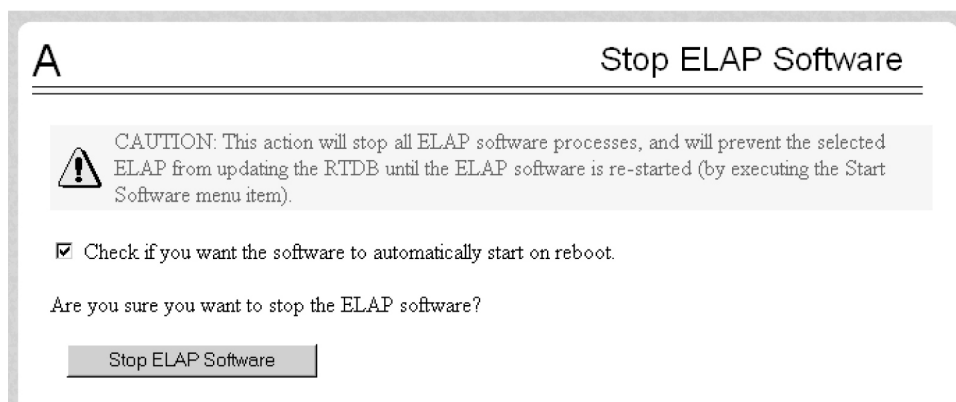 A
Stop ELAP Software
CAUTION: This action will stop all ELAP software processes, and will prevent the selected
ELAP from updating the RTDB until the ELAP software is re-started (by executing the Start
Software menu item).
Check if you want the software to automatically start on reboot.
Are you sure you want to stop the ELAP software?
Stop ELAP Software